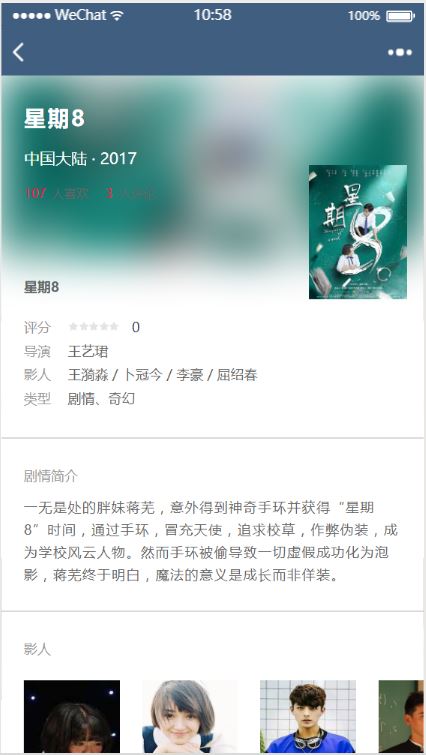 WeChat 10:58 100%
星期8
中国大陆 · 2017
107 人喜欢 3 人评论
星期8
星期8
评分 0
导演 王艺珺
影人 王漪淼 / 卜冠今 / 李豪 / 屈绍春
类型 剧情、奇幻
剧情简介
一无是处的胖妹蒋芜，意外得到神奇手环并获得“星期
8”时间，通过手环，冒充天使，追求校草，作弊伪装，成
为学校风云人物。然而手环被偷导致一切虚假成功化为泡
影，蒋芜终于明白，魔法的意义是成长而非佯装。
影人